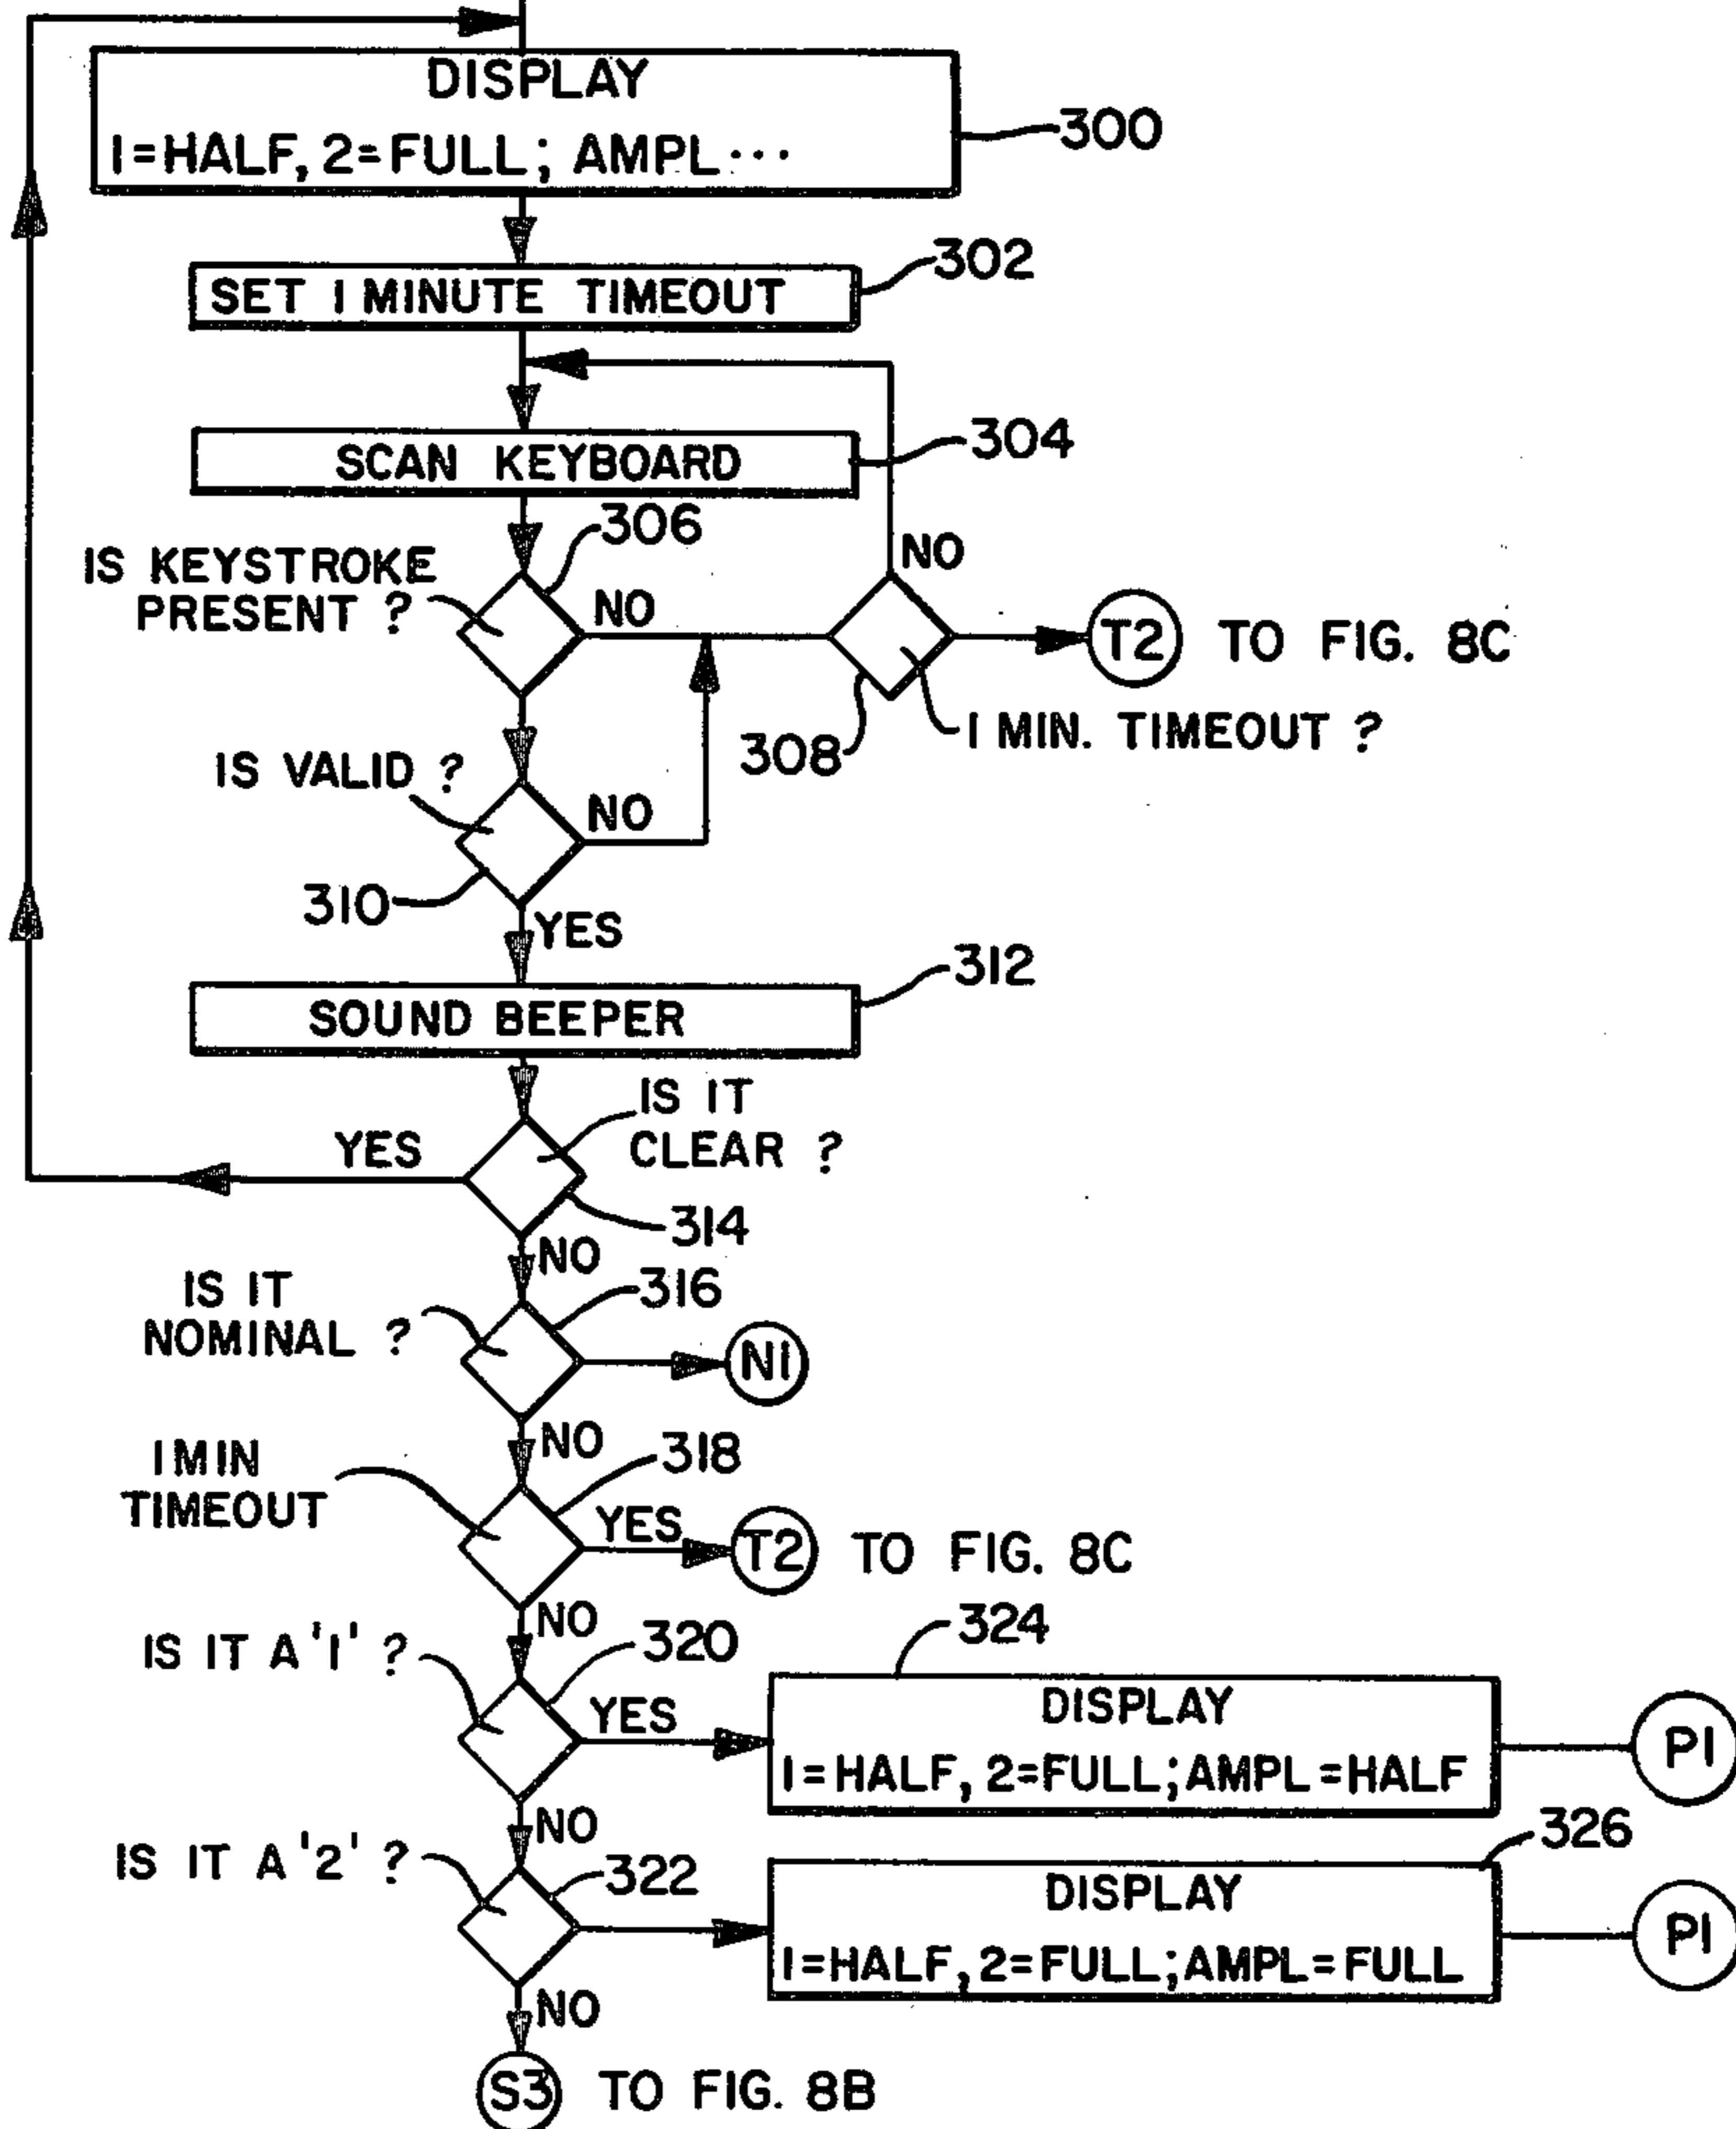 DISPLAY
1=HALF, 2=FULL; AMPL...
300
302
SET 1 MINUTE TIMEOUT
304
SCAN KEYBOARD
306
IS KEYSTROKE
PRESENT ?
NO
NO
T2 TO FIG. 8C
308
1 MIN. TIMEOUT ?
IS VALID ?
NO
310
YES
312
SOUND BEEPER
IS IT
CLEAR ?
YES
314
NO
316
IS IT
NOMINAL ?
N1
NO
318
1 MIN
TIMEOUT
YES
T2 TO FIG. 8C
NO
320
IS IT A '1' ?
YES
324
DISPLAY
1=HALF, 2=FULL; AMPL=HALF
P1
NO
322
IS IT A '2' ?
326
DISPLAY
1=HALF, 2=FULL; AMPL=FULL
P1
NO
S3 TO FIG. 8B